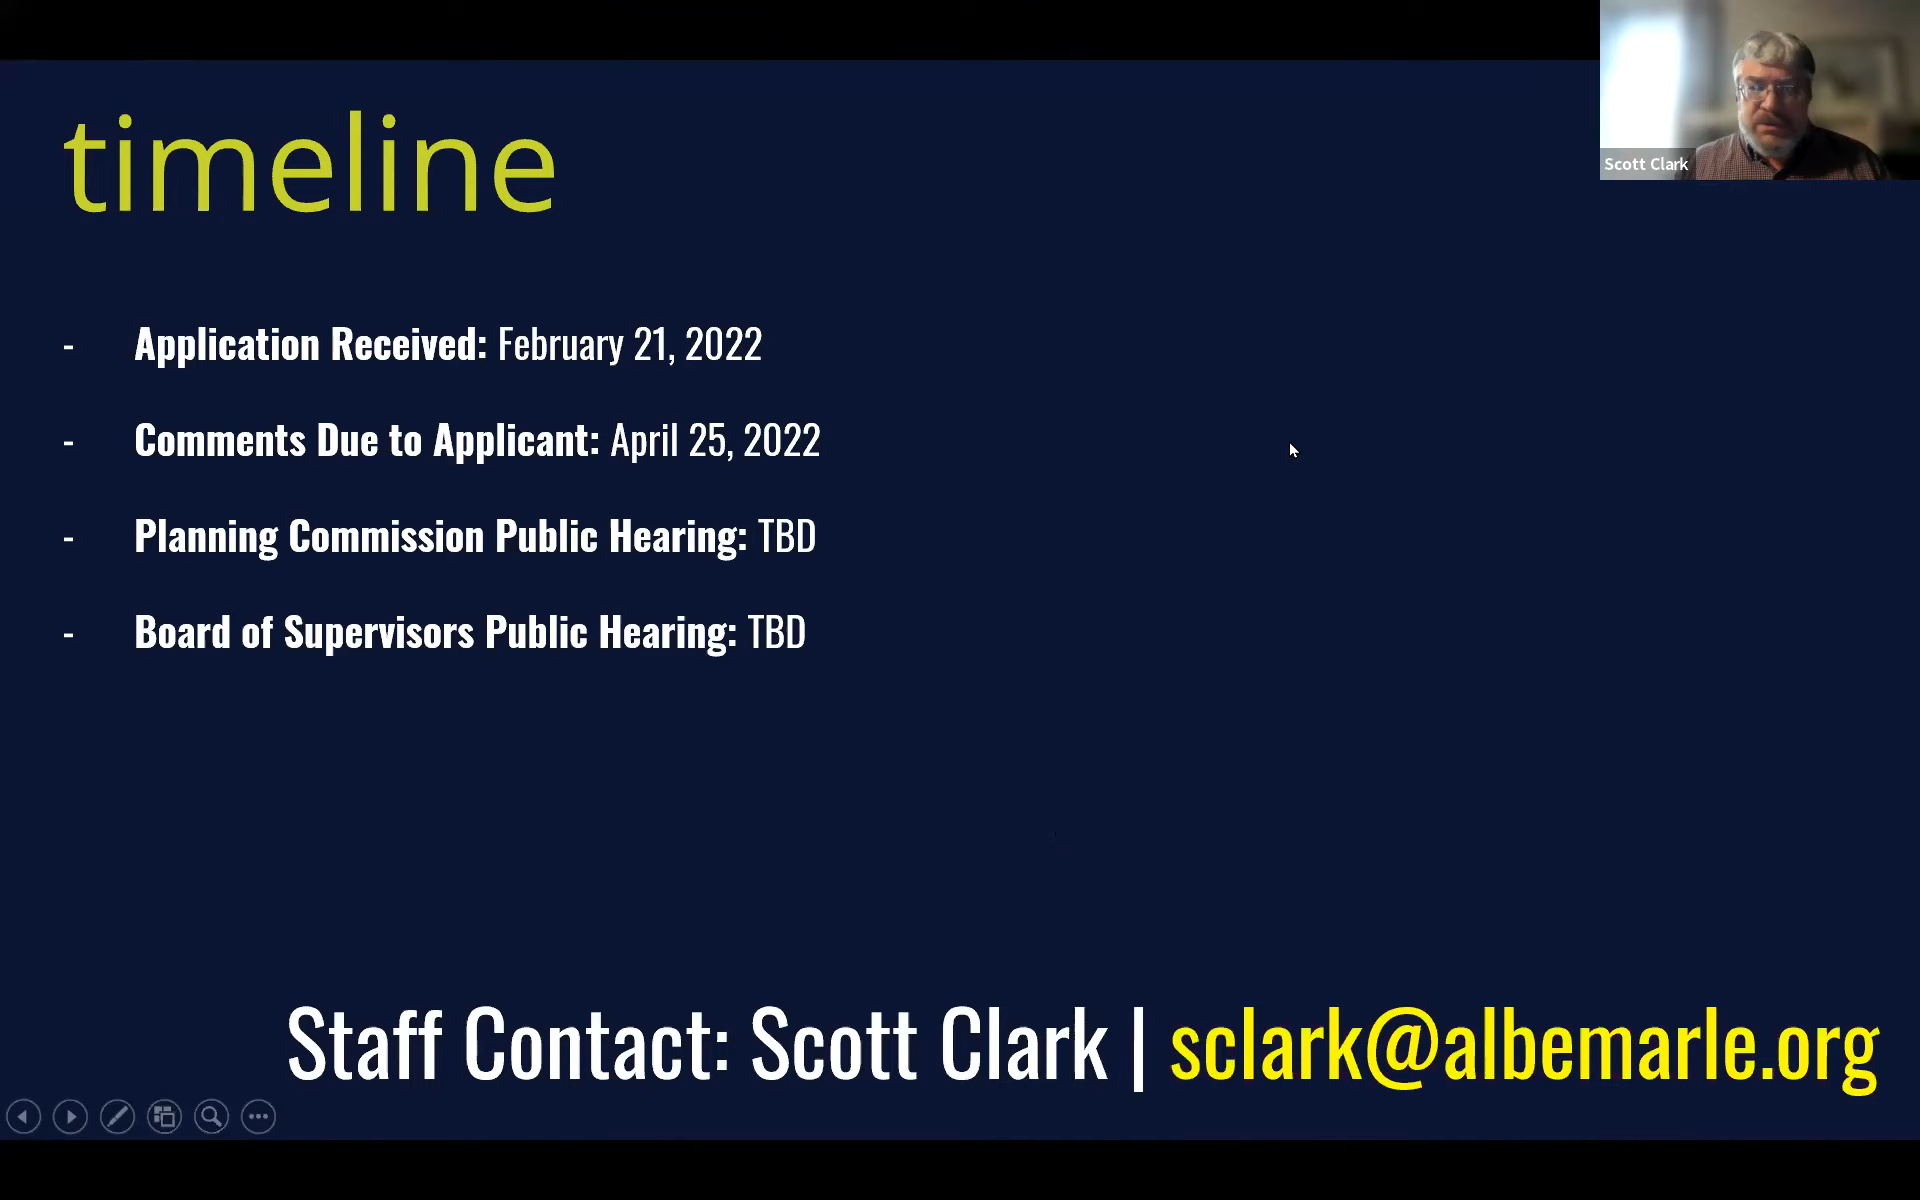 timeline
Scott Clark
- Application Received: February 21, 2022
- Comments Due to Applicant: April 25, 2022
- Planning Commission Public Hearing: TBD
- Board of Supervisors Public Hearing: TBD
Staff Contact: Scott Clark | sclark@albemarle.org